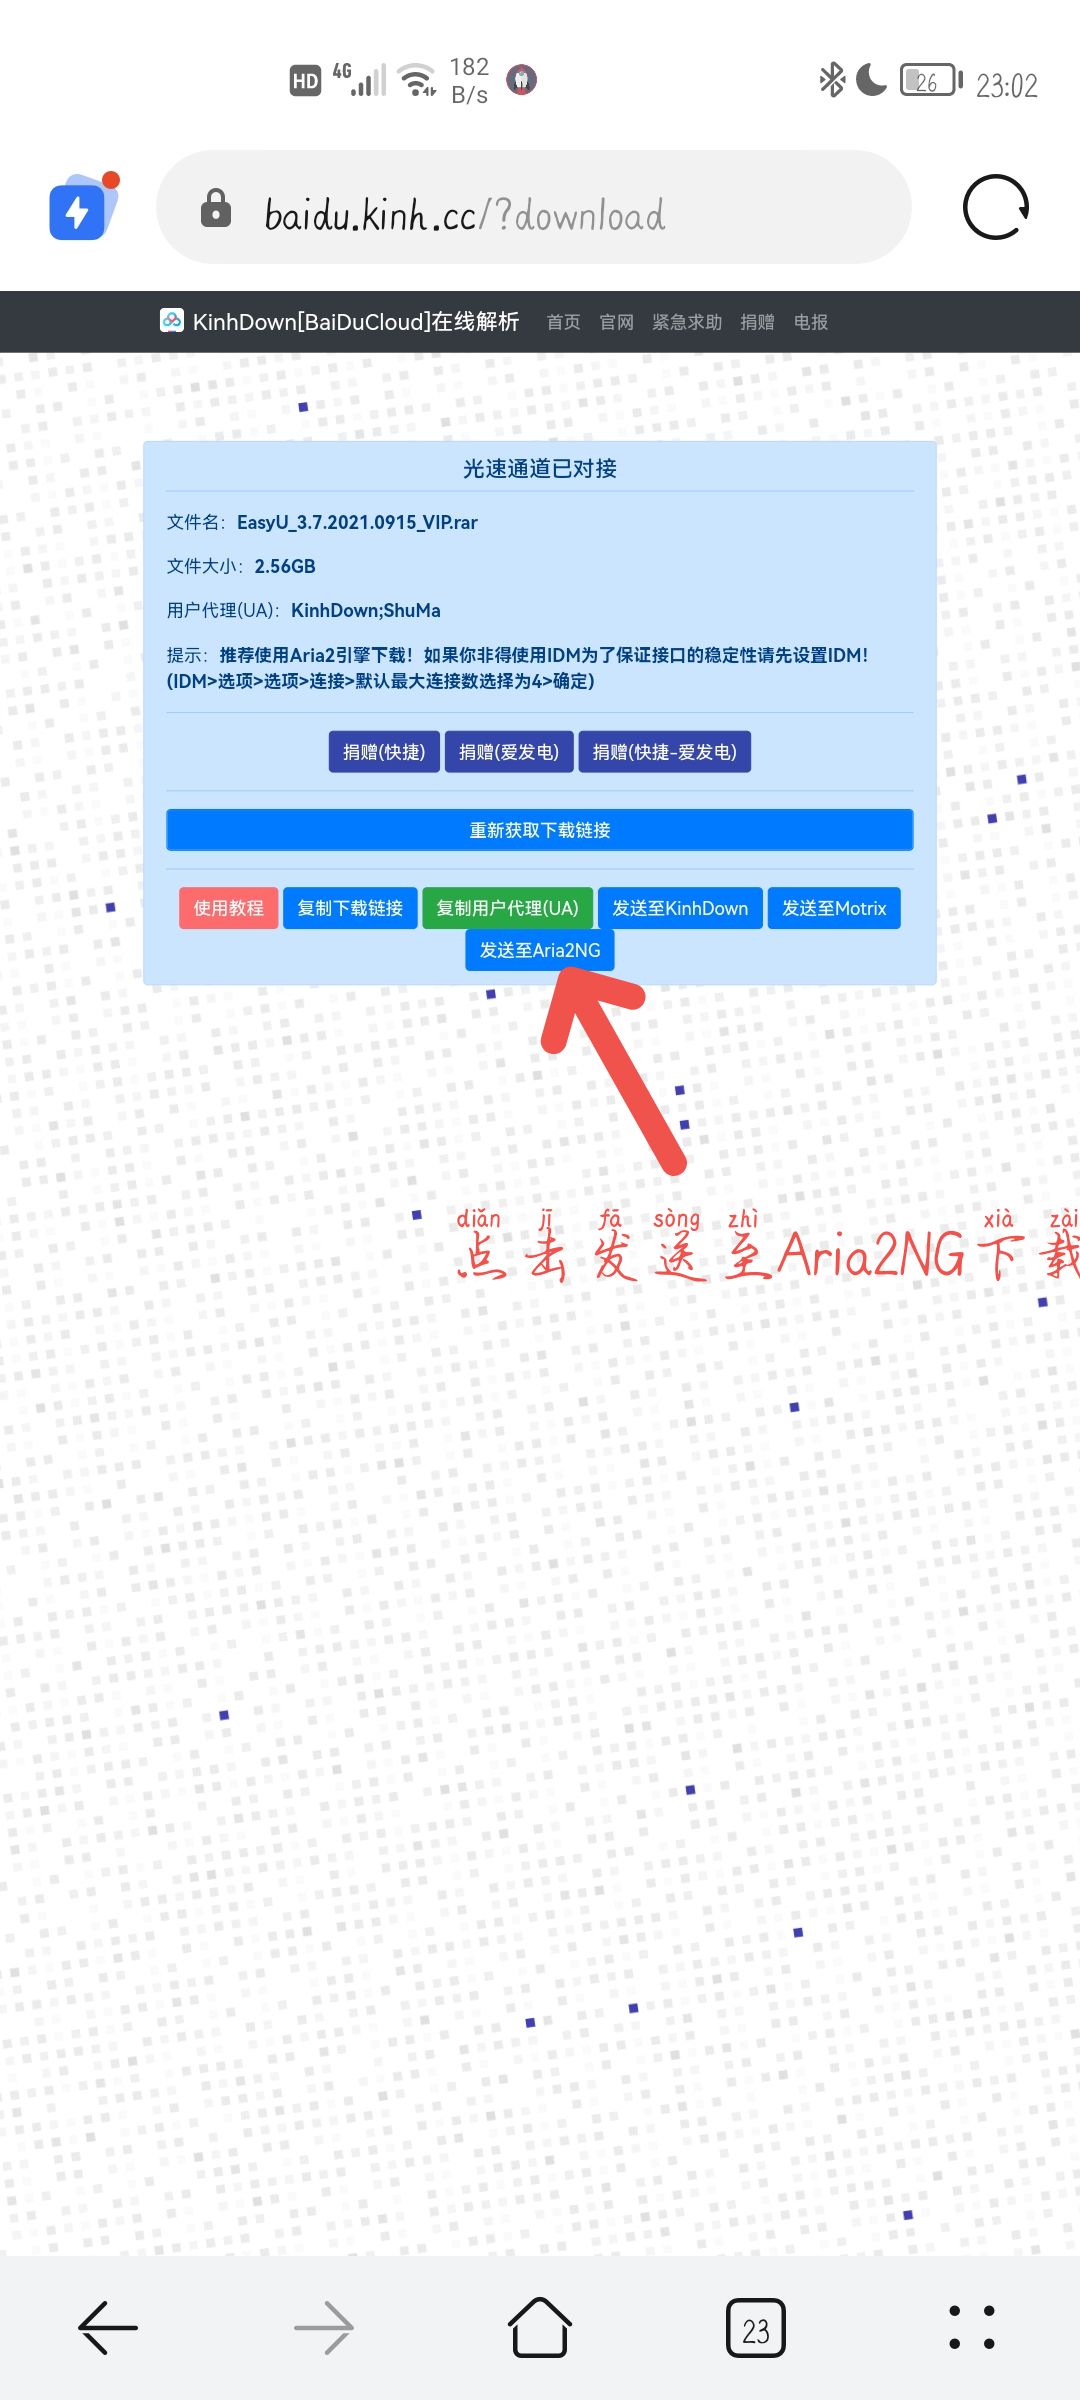 HD 4G 182 B/s 26 23:02
baidu.kinh.cc/?download
KinhDown[BaiDuCloud]在线解析 首页 官网 紧急求助 捐赠 电报
光速通道已对接
文件名：EasyU_3.7.2021.0915_VIP.rar
文件大小：2.56GB
用户代理(UA)：KinhDown;ShuMa
提示：推荐使用Aria2引擎下载！如果你非得使用IDM为了保证接口的稳定性请先设置IDM！
(IDM>选项>选项>连接>默认最大连接数选择为4>确定)
捐赠(快捷) 捐赠(爱发电) 捐赠(快捷-爱发电)
重新获取下载链接
使用教程 复制下载链接 复制用户代理(UA) 发送至KinhDown 发送至Motrix
发送至Aria2NG
diǎn jī fā sòng zhì xià zài
点击发送至Aria2NG下载
23